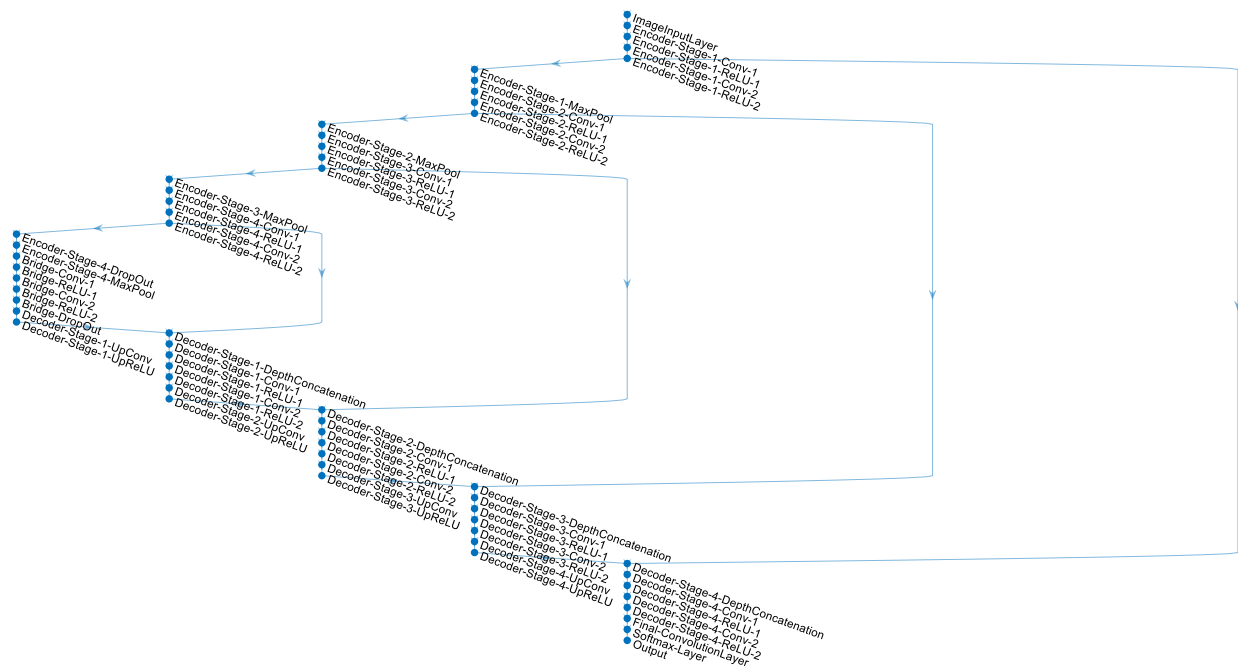 ImageInputLayer
Encoder-Stage-1-Conv-1
Encoder-Stage-1-ReLU-1
Encoder-Stage-1-Conv-2
Encoder-Stage-1-ReLU-2
Encoder-Stage-1-MaxPool
Encoder-Stage-2-Conv-1
Encoder-Stage-2-ReLU-1
Encoder-Stage-2-Conv-2
Encoder-Stage-2-ReLU-2
Encoder-Stage-2-MaxPool
Encoder-Stage-3-Conv-1
Encoder-Stage-3-ReLU-1
Encoder-Stage-3-Conv-2
Encoder-Stage-3-ReLU-2
Encoder-Stage-3-MaxPool
Encoder-Stage-4-Conv-1
Encoder-Stage-4-ReLU-1
Encoder-Stage-4-Conv-2
Encoder-Stage-4-ReLU-2
Encoder-Stage-4-DropOut
Encoder-Stage-4-MaxPool
Bridge-Conv-1
Bridge-ReLU-1
Bridge-Conv-2
Bridge-ReLU-2
Bridge-DropOut
Decoder-Stage-1-UpConv
Decoder-Stage-1-UpReLU
Decoder-Stage-1-DepthConcatenation
Decoder-Stage-1-Conv-1
Decoder-Stage-1-ReLU-1
Decoder-Stage-1-Conv-2
Decoder-Stage-1-ReLU-2
Decoder-Stage-2-UpConv
Decoder-Stage-2-UpReLU
Decoder-Stage-2-DepthConcatenation
Decoder-Stage-2-Conv-1
Decoder-Stage-2-ReLU-1
Decoder-Stage-2-Conv-2
Decoder-Stage-2-ReLU-2
Decoder-Stage-3-UpConv
Decoder-Stage-3-UpReLU
Decoder-Stage-3-DepthConcatenation
Decoder-Stage-3-Conv-1
Decoder-Stage-3-ReLU-1
Decoder-Stage-3-Conv-2
Decoder-Stage-3-ReLU-2
Decoder-Stage-4-UpConv
Decoder-Stage-4-UpReLU
Decoder-Stage-4-DepthConcatenation
Decoder-Stage-4-Conv-1
Decoder-Stage-4-ReLU-1
Decoder-Stage-4-Conv-2
Decoder-Stage-4-ReLU-2
Final-ConvolutionLayer
Softmax-Layer
Output